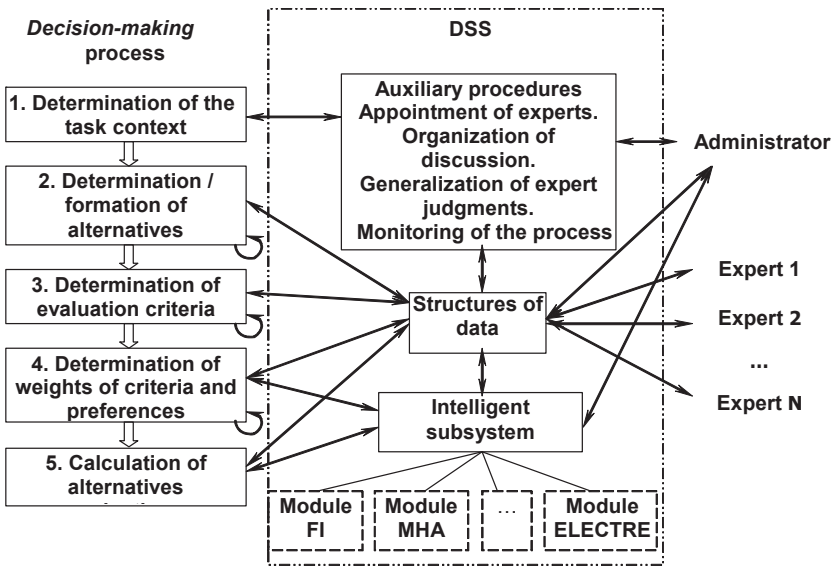 Decision-making
process
1. Determination of the
task context
2. Determination /
formation of
alternatives
3. Determination of
evaluation criteria
4. Determination of
weights of criteria and
preferences
5. Calculation of
alternatives
DSS
Auxiliary procedures
Appointment of experts.
Organization of
discussion.
Generalization of expert
judgments.
Monitoring of the process
Structures of
data
Intelligent
subsystem
Module
FI
Module
MHA
...
Module
ELECTRE
Administrator
Expert 1
Expert 2
...
Expert N